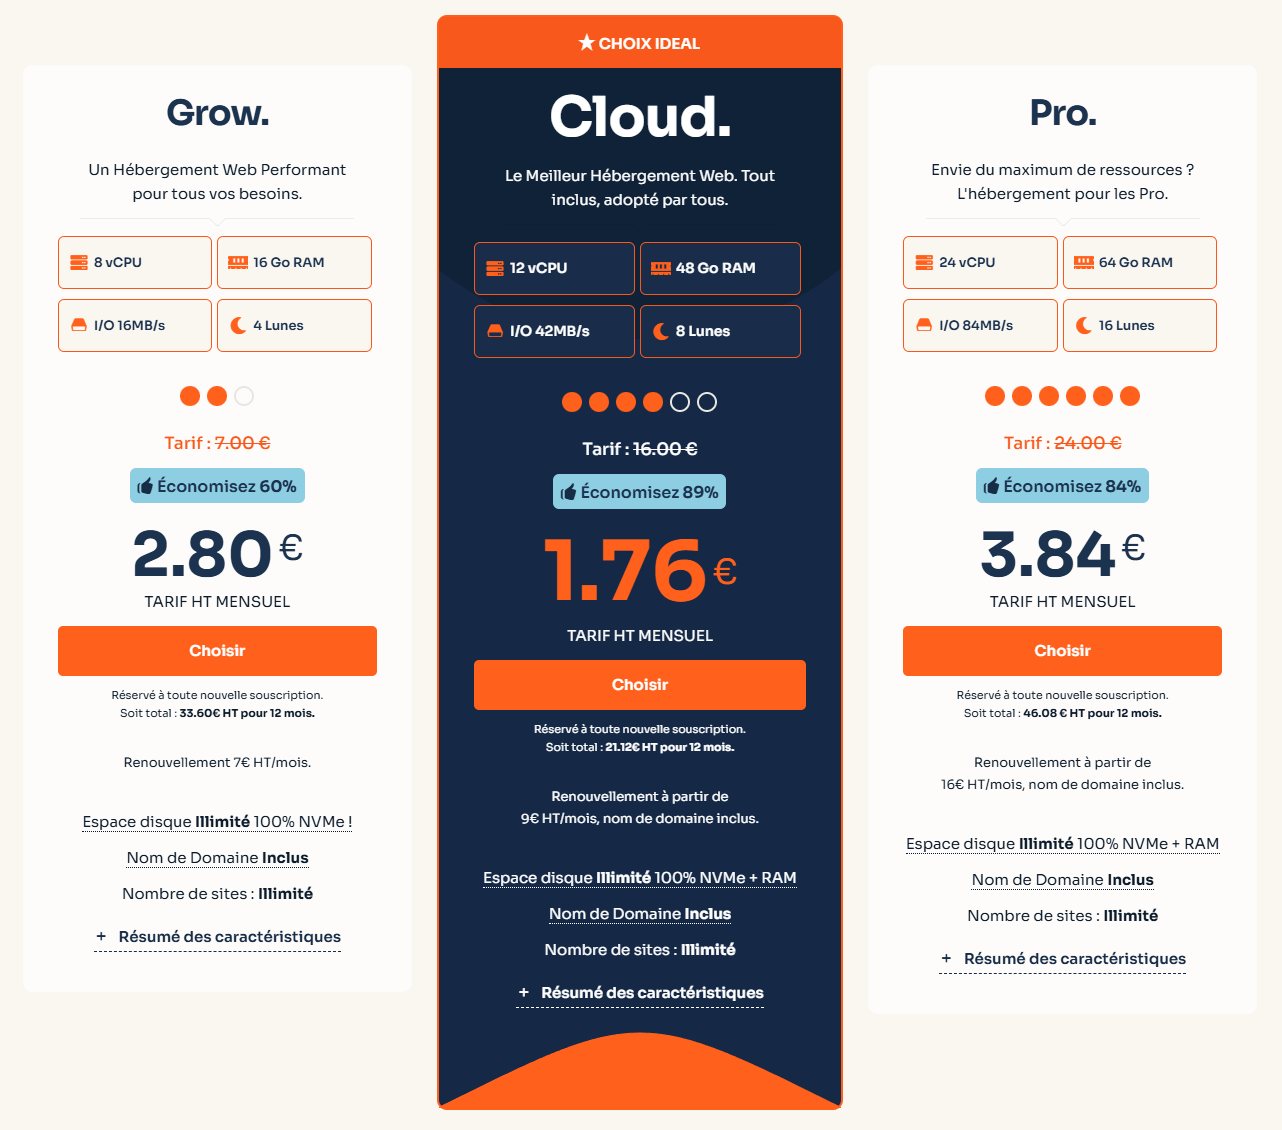 Grow.
Un Hébergement Web Performant
pour tous vos besoins.
8 vCPU
16 Go RAM
I/O 16MB/s
4 Lunes
Tarif : 7.00 €
Économisez 60%
2.80 €
TARIF HT MENSUEL
Choisir
Réservé à toute nouvelle souscription.
Soit total : 33.60€ HT pour 12 mois.
Renouvellement 7€ HT/mois.
Espace disque Illimité 100% NVMe !
Nom de Domaine Inclus
Nombre de sites : Illimité
+ Résumé des caractéristiques
★ CHOIX IDEAL
Cloud.
Le Meilleur Hébergement Web. Tout
inclus, adopté par tous.
12 vCPU
48 Go RAM
I/O 42MB/s
8 Lunes
Tarif : 16.00 €
Économisez 89%
1.76 €
TARIF HT MENSUEL
Choisir
Réservé à toute nouvelle souscription.
Soit total : 21.12€ HT pour 12 mois.
Renouvellement à partir de
9€ HT/mois, nom de domaine inclus.
Espace disque Illimité 100% NVMe + RAM
Nom de Domaine Inclus
Nombre de sites : Illimité
+ Résumé des caractéristiques
Pro.
Envie du maximum de ressources ?
L'hébergement pour les Pro.
24 vCPU
64 Go RAM
I/O 84MB/s
16 Lunes
Tarif : 24.00 €
Économisez 84%
3.84 €
TARIF HT MENSUEL
Choisir
Réservé à toute nouvelle souscription.
Soit total : 46.08 € HT pour 12 mois.
Renouvellement à partir de
16€ HT/mois, nom de domaine inclus.
Espace disque Illimité 100% NVMe + RAM
Nom de Domaine Inclus
Nombre de sites : Illimité
+ Résumé des caractéristiques